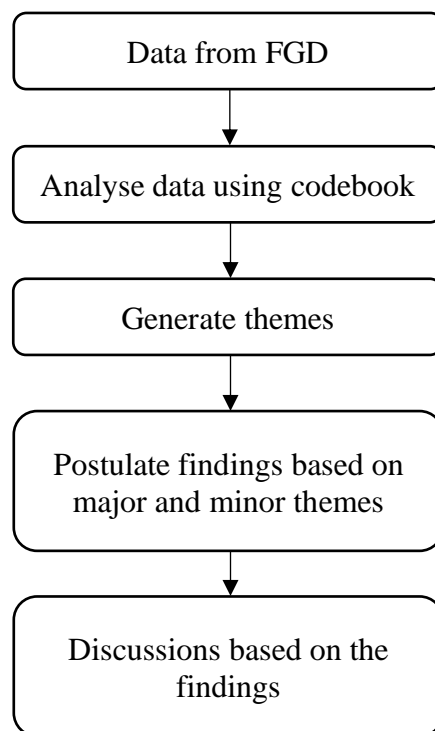 Data from FGD
Analyse data using codebook
Generate themes
Postulate findings based on
major and minor themes
Discussions based on the
findings